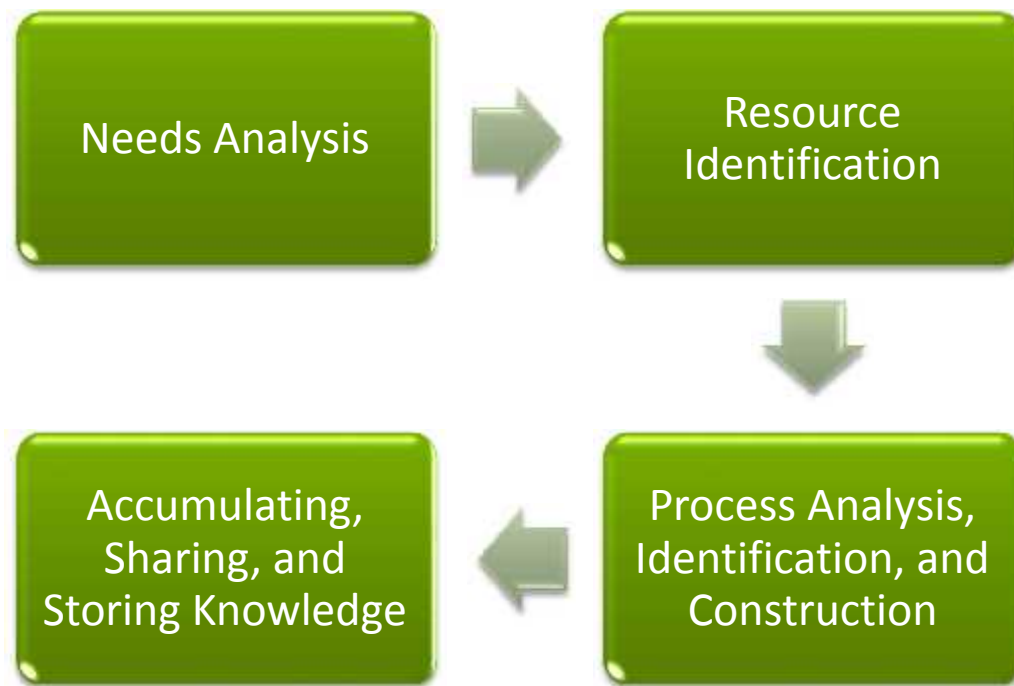 Needs Analysis
Resource
Identification
Process Analysis,
Identification, and
Construction
Accumulating,
Sharing, and
Storing Knowledge